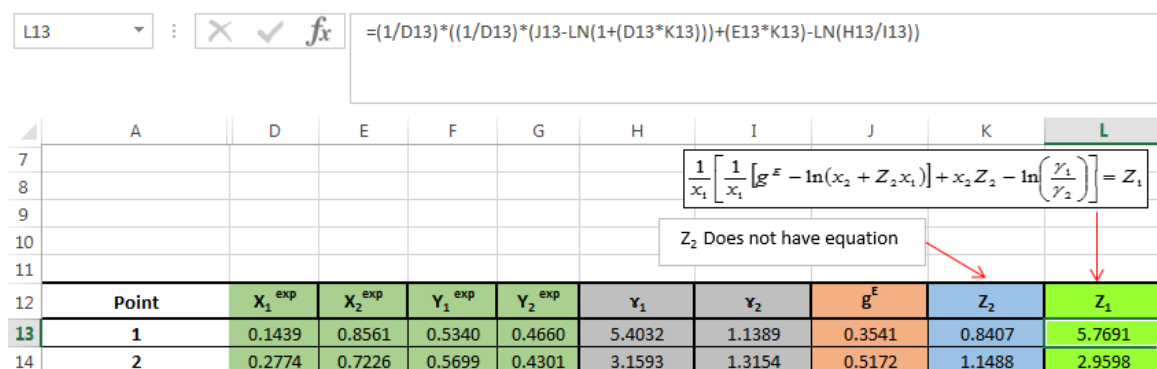 L13 fx =(1/D13)*((1/D13)*(J13-LN(1+(D13*K13)))+(E13*K13)-LN(H13/I13))
A D E F G H I J K L
7
8 1/x₁ [ 1/x₁ [g^E − ln(x₂ + Z₂x₁)] + x₂Z₂ − ln(γ₁/γ₂) ] = Z₁
9
10 Z₂ Does not have equation
11
12 Point X₁ exp X₂ exp Y₁ exp Y₂ exp ɤ₁ ɤ₂ g^E Z₂ Z₁
13 1 0.1439 0.8561 0.5340 0.4660 5.4032 1.1389 0.3541 0.8407 5.7691
14 2 0.2774 0.7226 0.5699 0.4301 3.1593 1.3154 0.5172 1.1488 2.9598